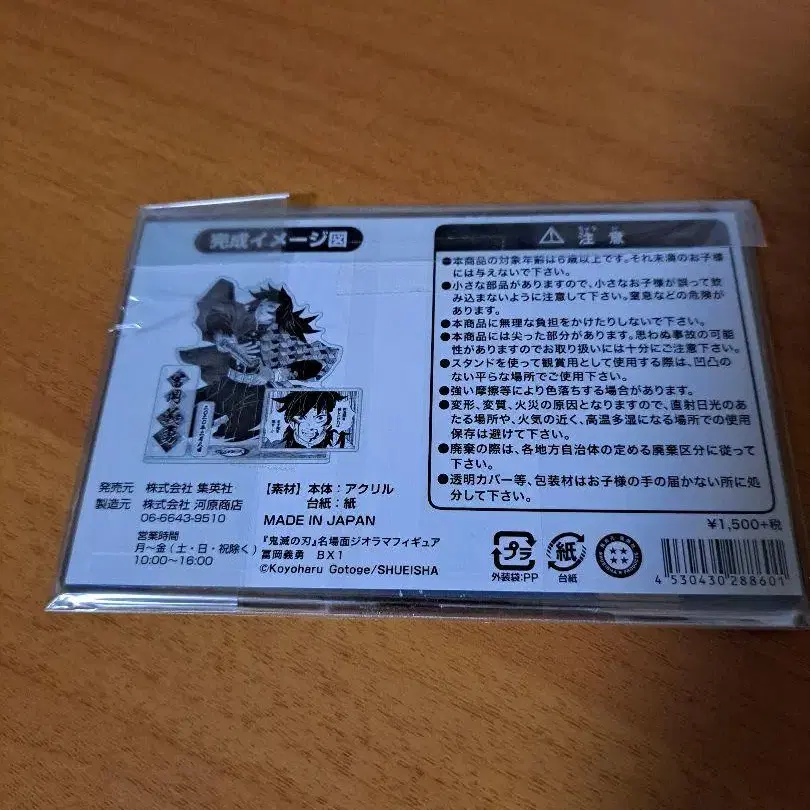 完成イメージ図
冨岡義勇
発売元 株式会社 集英社
製造元 株式会社 河原商店
06-6643-9510
営業時間
月～金(土・日・祝除く)
10:00～16:00
【素材】本体：アクリル
台紙：紙
MADE IN JAPAN
『鬼滅の刃』名場面ジオラマフィギュア
冨岡義勇 BX1
©Koyoharu Gotoge/SHUEISHA
ちゅう い
注 意
●本商品の対象年齢は6歳以上です。それ未満のお子様
には与えないで下さい。
●小さな部品がありますので、小さなお子様が誤って飲
み込まないように注意して下さい。窒息などの危険が
あります。
●本商品に無理な負担をかけたりしないで下さい。
●本商品には尖った部分があります。思わぬ事故の可能
性がありますのでお取り扱いには十分にご注意下さい。
●スタンドを使って観賞用として使用する際は、凹凸の
ない平らな場所でご使用下さい。
●強い摩擦等により色落ちする場合があります。
●変形、変質、火災の原因となりますので、直射日光のあ
たる場所や、火気の近く、高温多湿になる場所での使用
保存は避けて下さい。
●廃棄の際は、各地方自治体の定める廃棄区分に従って
下さい。
●透明カバー等、包装材はお子様の手の届かない所に処
分して下さい。
¥1,500+税
プラ
外装袋:PP
紙
台紙
4 530430 288601